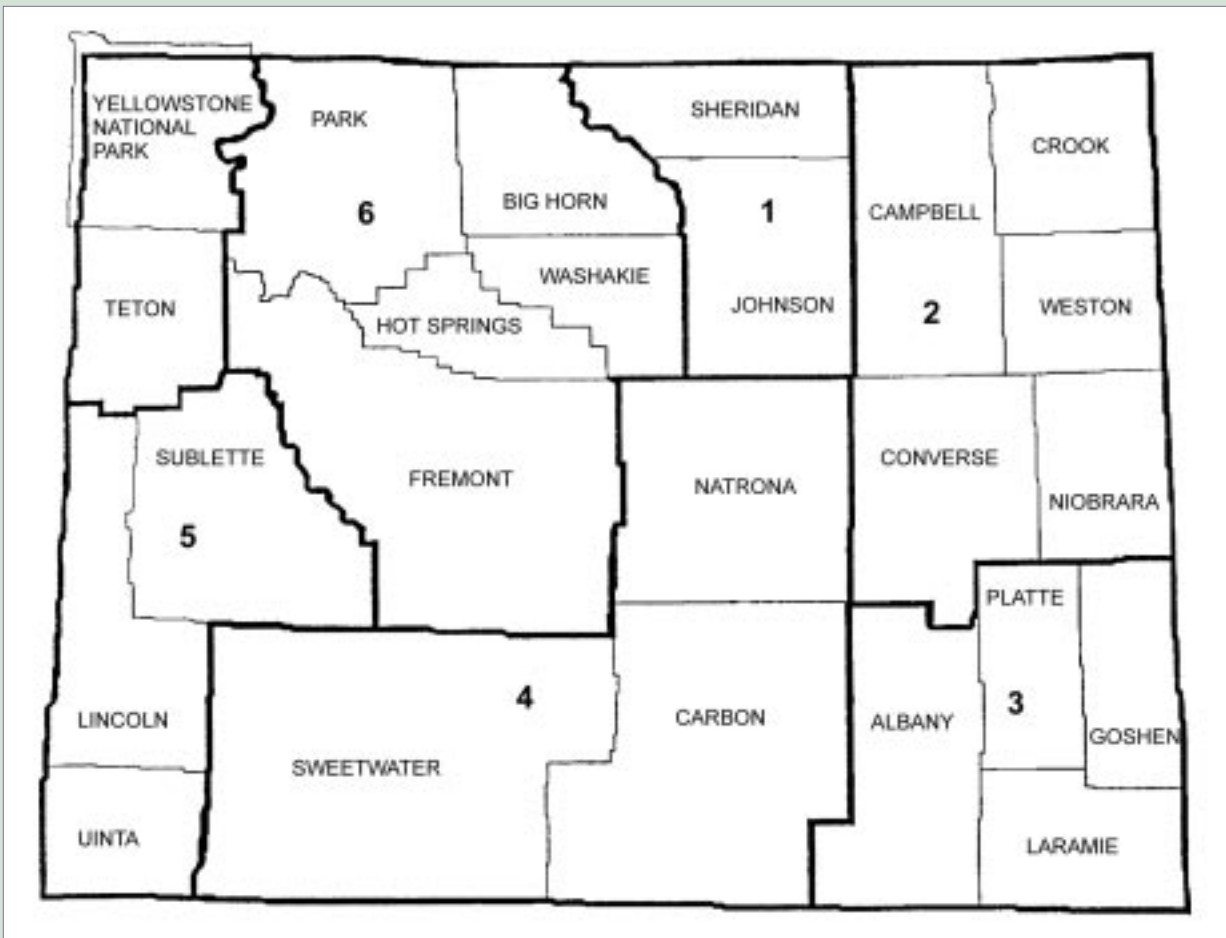 YELLOWSTONE
NATIONAL
PARK
PARK
SHERIDAN
CROOK
BIG HORN
6
1
CAMPBELL
WASHAKIE
TETON
JOHNSON
2
WESTON
HOT SPRINGS
SUBLETTE
FREMONT
NATRONA
CONVERSE
NIOBRARA
5
PLATTE
4
3
LINCOLN
CARBON
ALBANY
GOSHEN
SWEETWATER
UINTA
LARAMIE